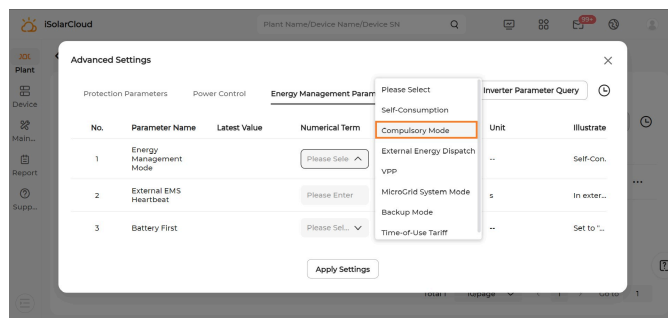 iSolarCloud
Plant Name/Device Name/Device SN
99+
Plant
Device
Main...
Report
Supp...
Advanced Settings
Protection Parameters Power Control Energy Management Param
Inverter Parameter Query
No. Parameter Name Latest Value Numerical Term Unit Illustrate
1 Energy Management Mode Please Sele -- Self-Con.
2 External EMS Heartbeat Please Enter s In exter...
3 Battery First Please Sel... -- Set to "...
Please Select
Self-Consumption
Compulsory Mode
External Energy Dispatch
VPP
MicroGrid System Mode
Backup Mode
Time-of-Use Tariff
Apply Settings
Total 1 10/page < 1 > Go to 1